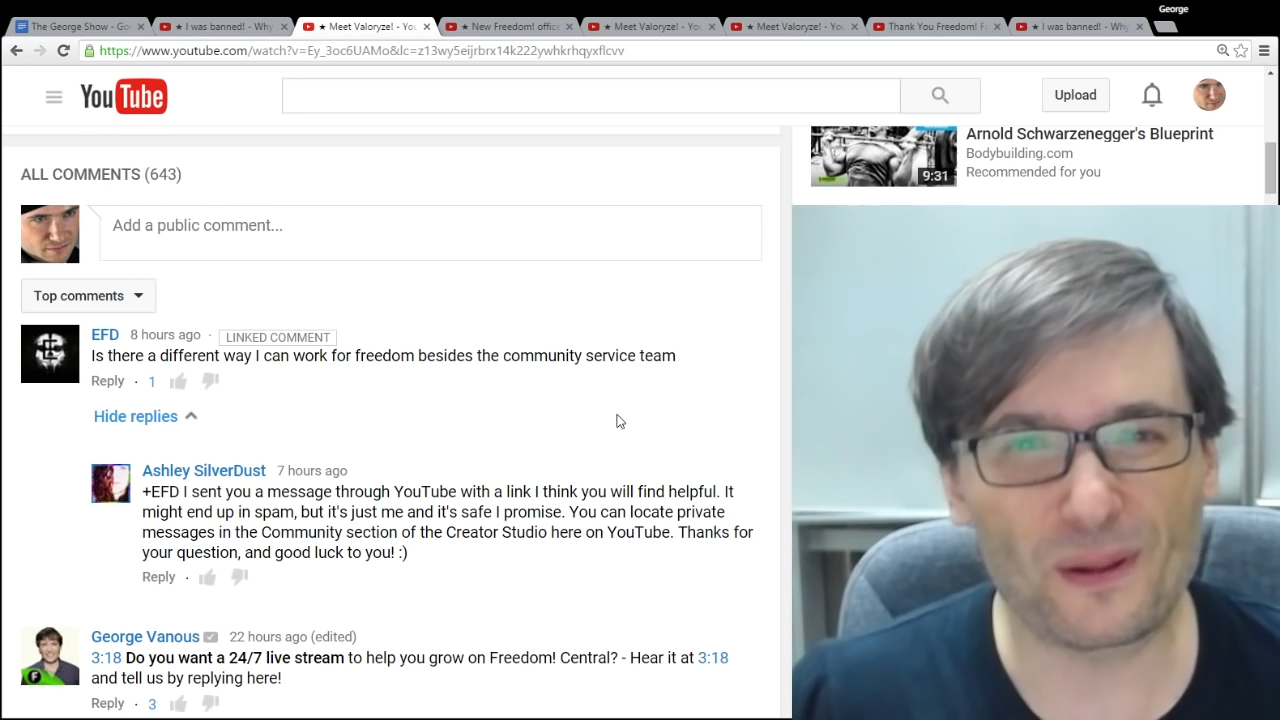 George
The George Show - Goo
★ I was banned! - Why
★ Meet Valoryze! - You
★ New Freedom! office
★ Meet Valoryze! - You
★ Meet Valoryze! - You
Thank You Freedom! F
★ I was banned! - Why
https://www.youtube.com/watch?v=Ey_3oc6UAMo&lc=z13wy5eijrbrx14k222ywhkrhqyxflcvv
YouTube
Upload
Arnold Schwarzenegger's Blueprint
Bodybuilding.com
Recommended for you
9:31
ALL COMMENTS (643)
Add a public comment...
Top comments
EFD 8 hours ago · LINKED COMMENT
Is there a different way I can work for freedom besides the community service team
Reply · 1
Hide replies
Ashley SilverDust 7 hours ago
+EFD I sent you a message through YouTube with a link I think you will find helpful. It
might end up in spam, but it's just me and it's safe I promise. You can locate private
messages in the Community section of the Creator Studio here on YouTube. Thanks for
your question, and good luck to you! :)
Reply ·
George Vanous 22 hours ago (edited)
3:18 Do you want a 24/7 live stream to help you grow on Freedom! Central? - Hear it at 3:18
and tell us by replying here!
Reply · 3